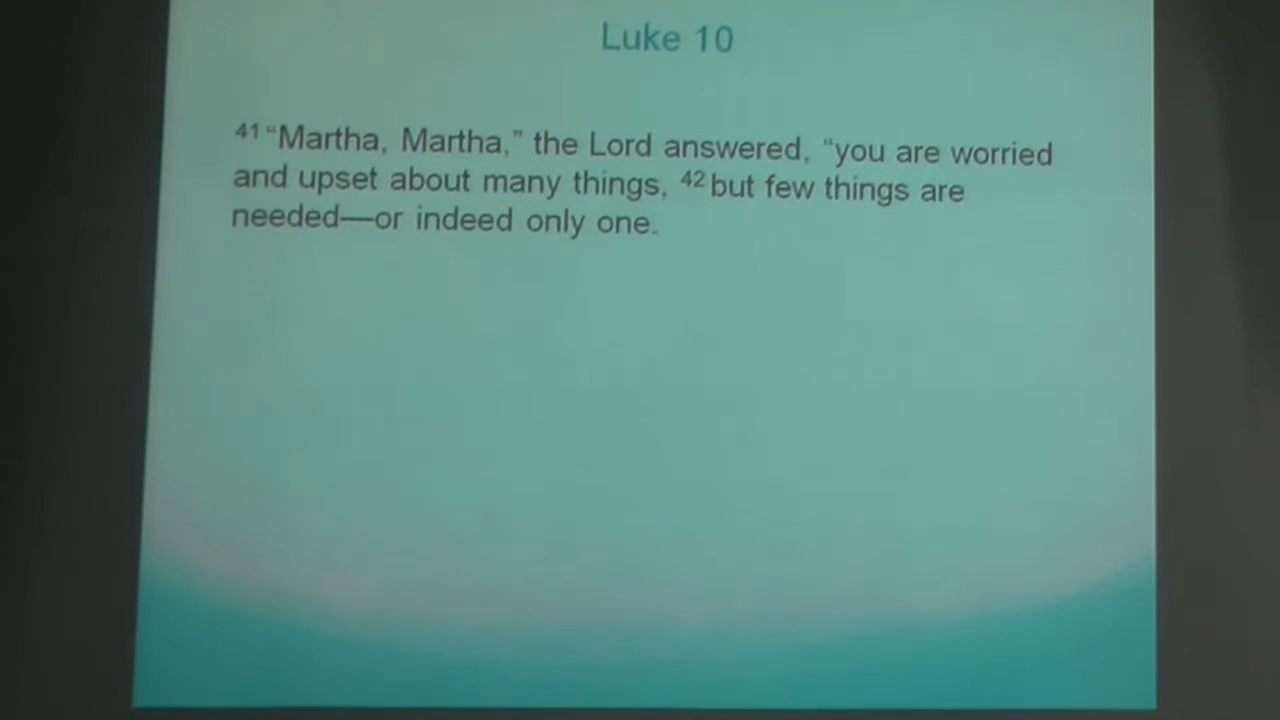 Luke 10
41 “Martha, Martha,” the Lord answered, “you are worried
and upset about many things, 42 but few things are
needed—or indeed only one.